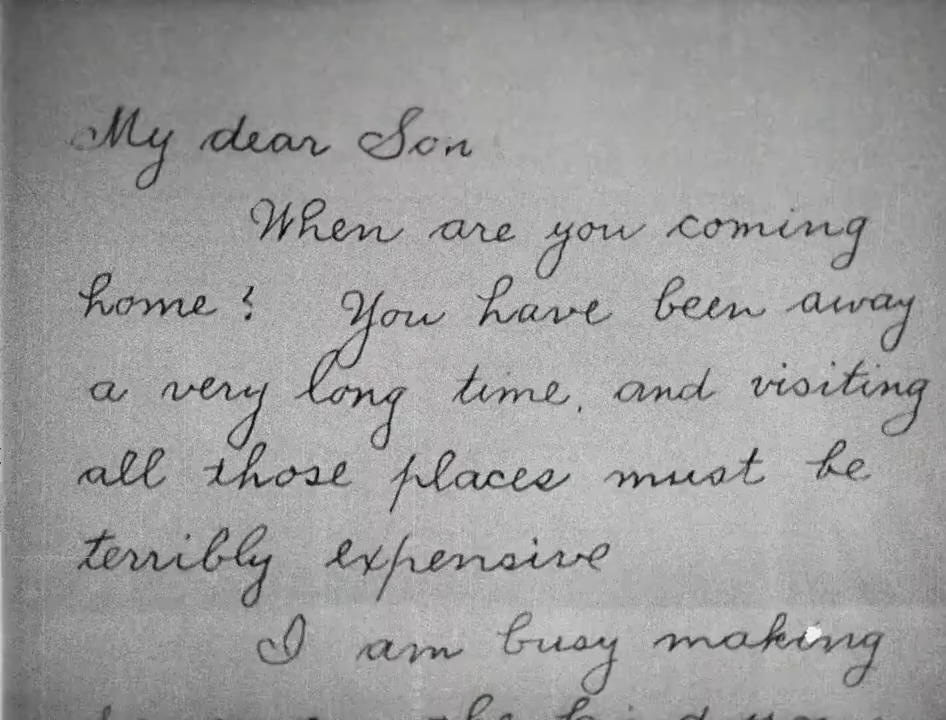 My dear Son
When are you coming
home? You have been away
a very long time, and visiting
all those places must be
terribly expensive
I am busy making